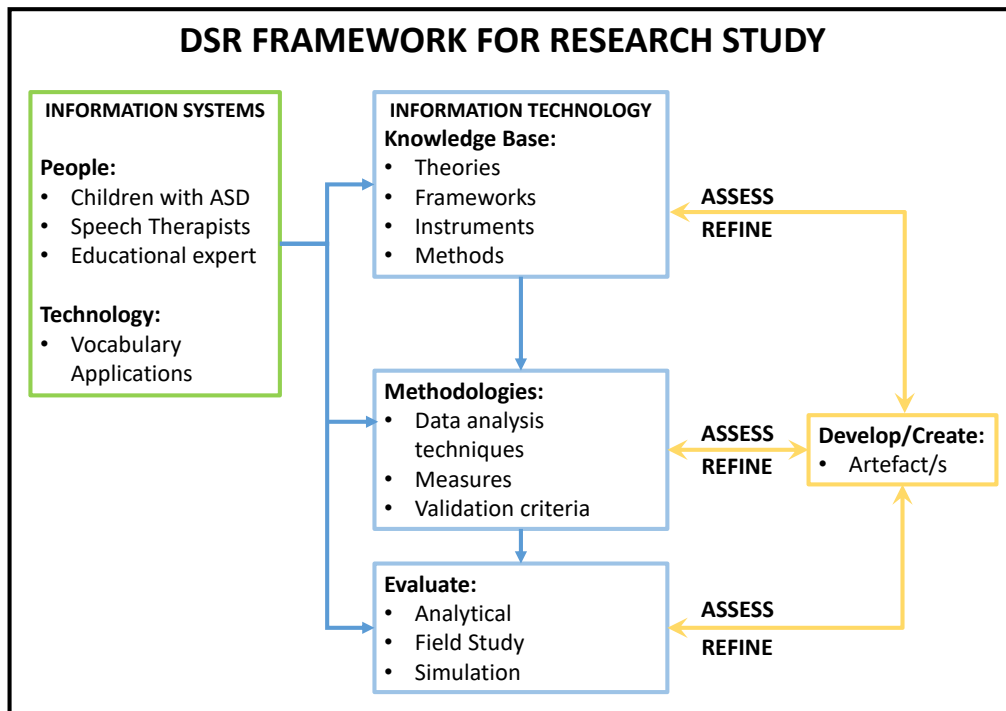 DSR FRAMEWORK FOR RESEARCH STUDY
INFORMATION SYSTEMS
People:
• Children with ASD
• Speech Therapists
• Educational expert
Technology:
• Vocabulary
Applications
INFORMATION TECHNOLOGY
Knowledge Base:
• Theories
• Frameworks
• Instruments
• Methods
ASSESS
REFINE
Methodologies:
• Data analysis
techniques
• Measures
• Validation criteria
ASSESS
REFINE
Develop/Create:
• Artefact/s
Evaluate:
• Analytical
• Field Study
• Simulation
ASSESS
REFINE